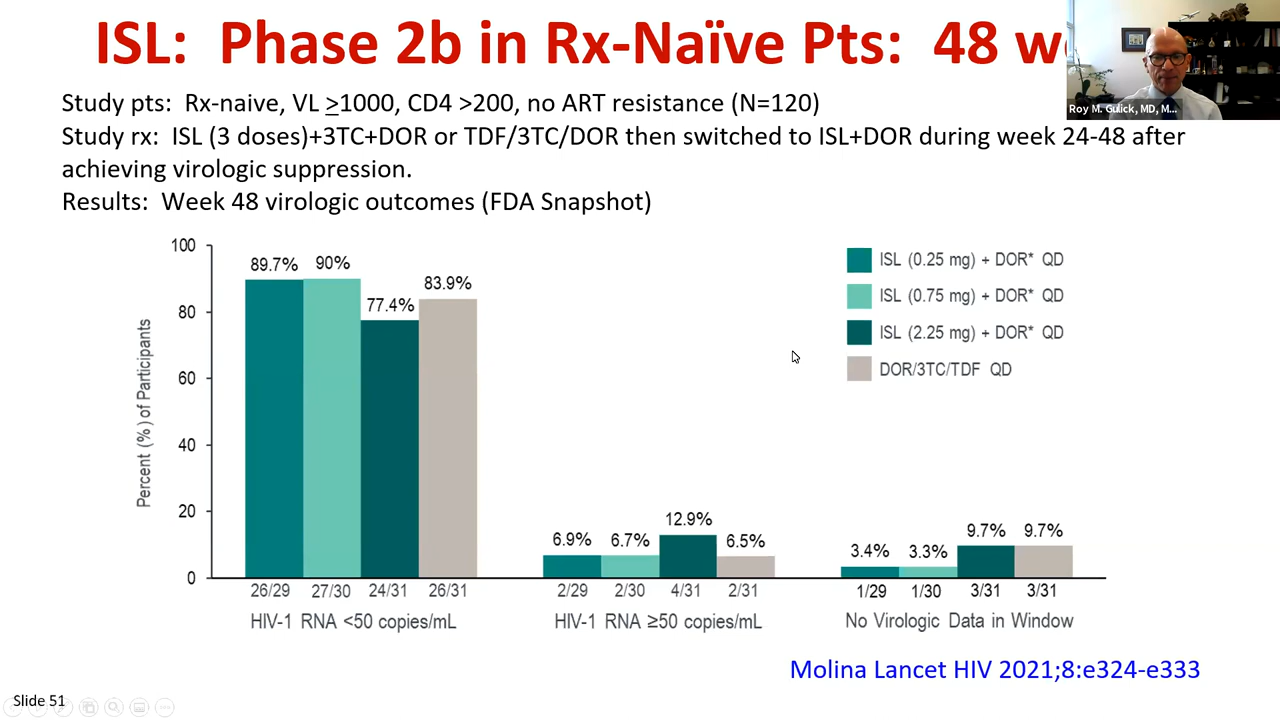 ISL: Phase 2b in Rx-Naïve Pts: 48
Roy M. Gulick, MD, M...
Study pts: Rx-naive, VL ≥1000, CD4 >200, no ART resistance (N=120)
Study rx: ISL (3 doses)+3TC+DOR or TDF/3TC/DOR then switched to ISL+DOR during week 24-48 after
achieving virologic suppression.
Results: Week 48 virologic outcomes (FDA Snapshot)
Percent (%) of Participants
100
80
60
40
20
0
89.7% 90% 77.4% 83.9%
6.9% 6.7% 12.9% 6.5%
3.4% 3.3% 9.7% 9.7%
ISL (0.25 mg) + DOR* QD
ISL (0.75 mg) + DOR* QD
ISL (2.25 mg) + DOR* QD
DOR/3TC/TDF QD
26/29 27/30 24/31 26/31 2/29 2/30 4/31 2/31 1/29 1/30 3/31 3/31
HIV-1 RNA <50 copies/mL HIV-1 RNA ≥50 copies/mL No Virologic Data in Window
Molina Lancet HIV 2021;8:e324-e333
Slide 51